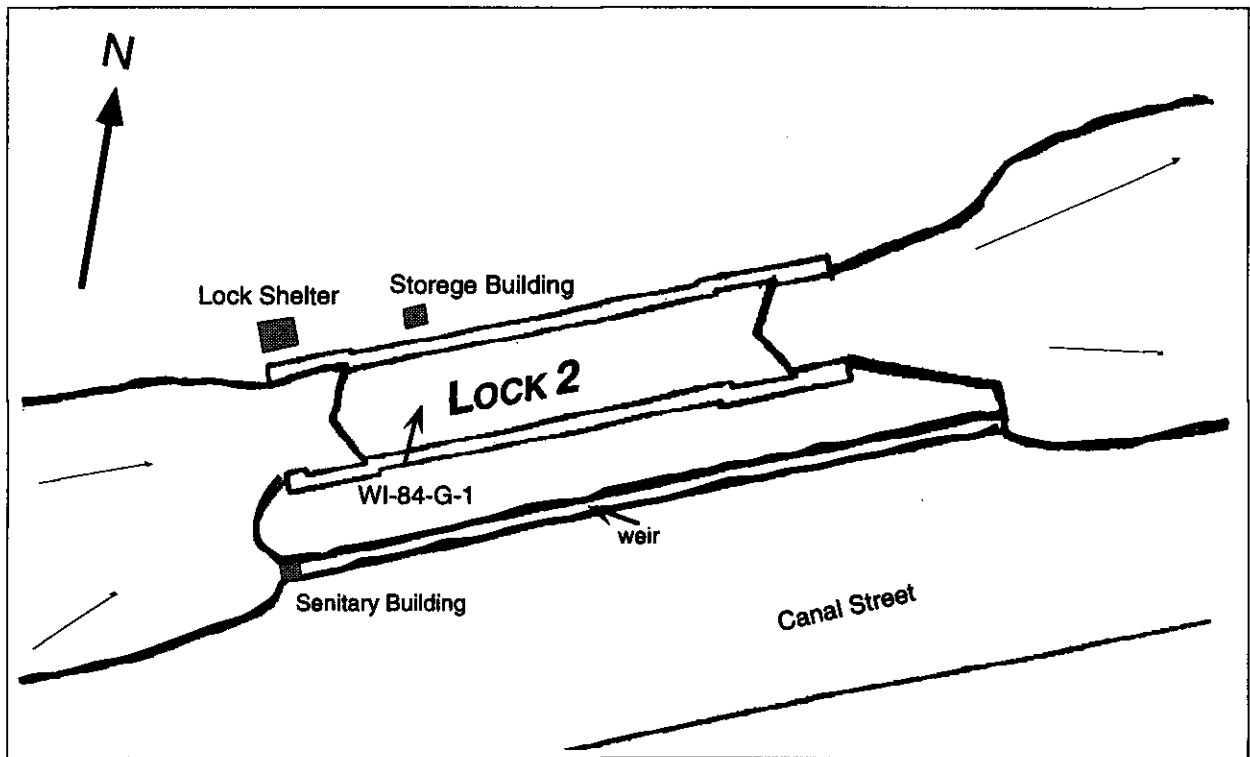 N
Lock Shelter
Storege Building
LOCK 2
WI-84-G-1
weir
Senitary Building
Canal Street